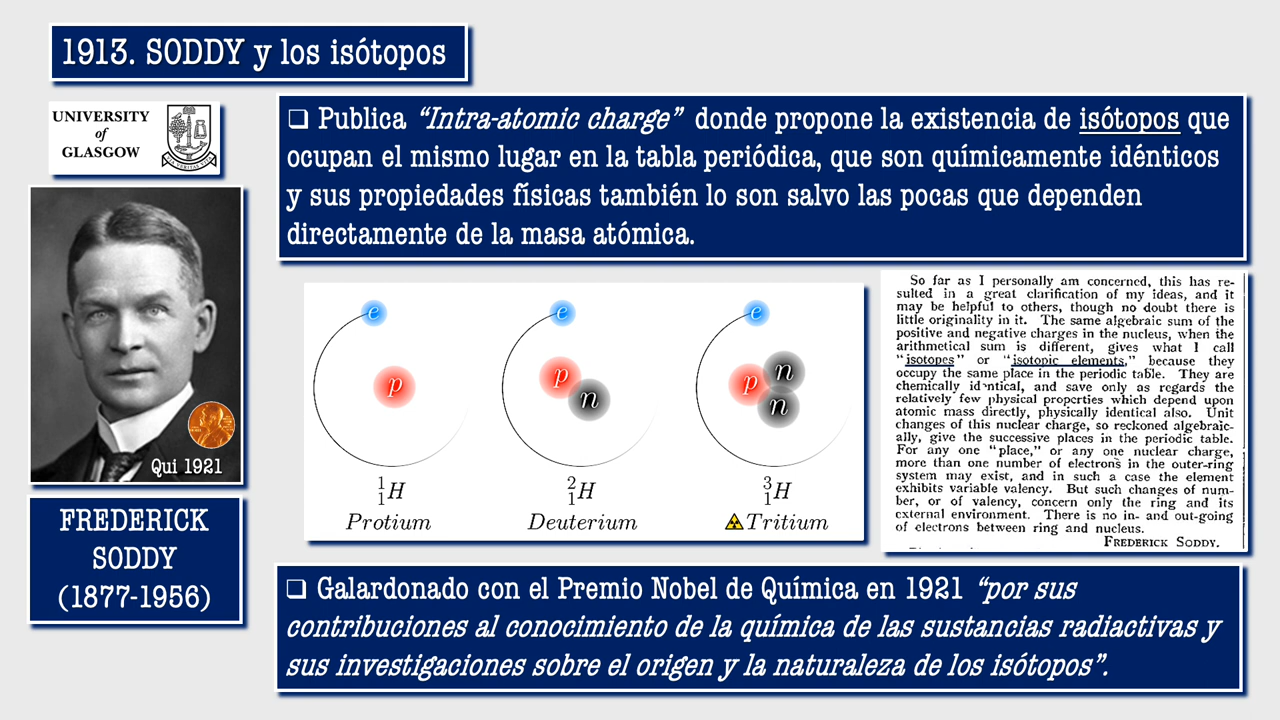 1913. SODDY y los isótopos
UNIVERSITY
of
GLASGOW
❑ Publica “Intra-atomic charge” donde propone la existencia de isótopos que
ocupan el mismo lugar en la tabla periódica, que son químicamente idénticos
y sus propiedades físicas también lo son salvo las pocas que dependen
directamente de la masa atómica.
Qui 1921
FREDERICK
SODDY
(1877-1956)
e
p
1 1 H
Protium
e
p
n
2 1 H
Deuterium
e
p
n
n
3 1 H
Tritium
So far as I personally am concerned, this has re-
sulted in a great clarification of my ideas, and it
may be helpful to others, though no doubt there is
little originality in it. The same algebraic sum of the
positive and negative charges in the nucleus, when the
arithmetical sum is different, gives what I call
“isotopes” or “isotopic elements,” because they
occupy the same place in the periodic table. They are
chemically identical, and save only as regards the
relatively few physical properties which depend upon
atomic mass directly, physically identical also. Unit
changes of this nuclear charge, so reckoned algebraic-
ally, give the successive places in the periodic table.
For any one “place,” or any one nuclear charge,
more than one number of electrons in the outer-ring
system may exist, and in such a case the element
exhibits variable valency. But such changes of num-
ber, or of valency, concern only the ring and its
external environment. There is no in- and out-going
of electrons between ring and nucleus.
FREDERICK SODDY.
❑ Galardonado con el Premio Nobel de Química en 1921 “por sus
contribuciones al conocimiento de la química de las sustancias radiactivas y
sus investigaciones sobre el origen y la naturaleza de los isótopos”.